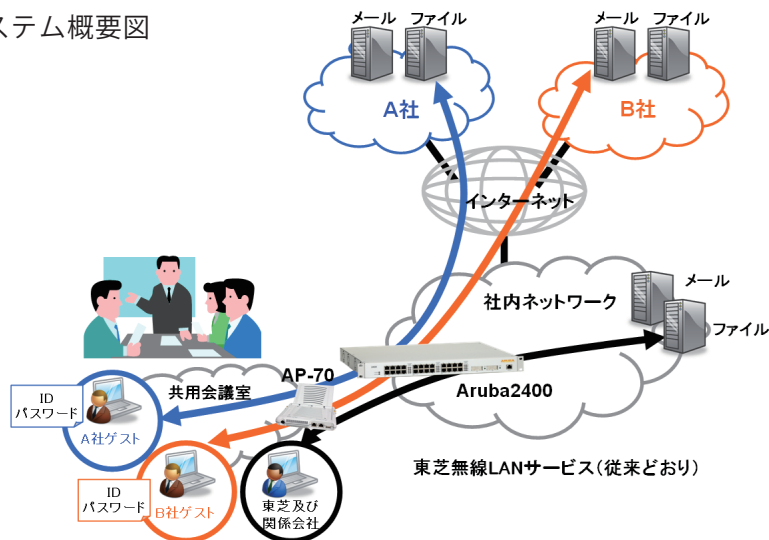 ステム概要図
メール ファイル
メール ファイル
A社
B社
インターネット
社内ネットワーク
メール
ファイル
AP-70
共用会議室
Aruba2400
ID
パスワード
A社ゲスト
ID
パスワード
B社ゲスト
東芝及び
関係会社
東芝無線LANサービス(従来どおり)